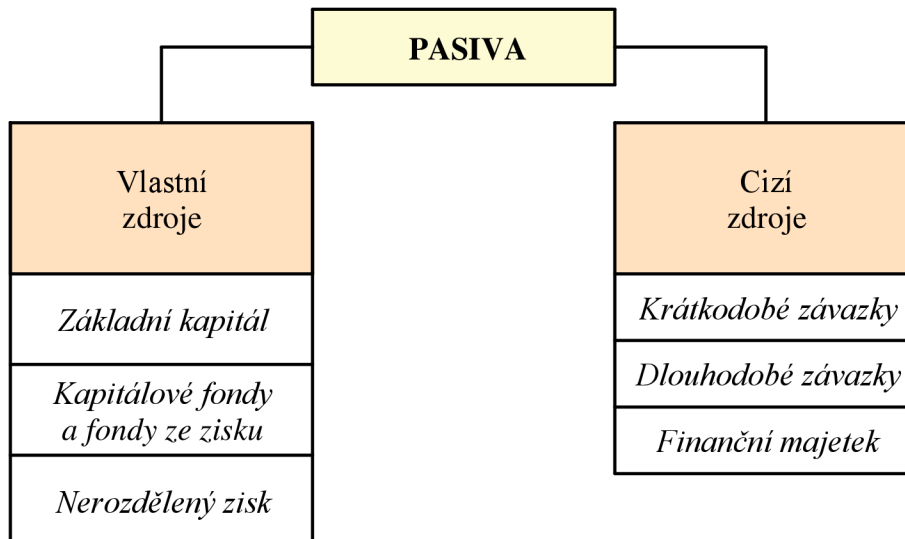 PASIVA
Vlastní
zdroje
Základní kapitál
Kapitálové fondy
a fondy ze zisku
Nerozdělený zisk
Cizí
zdroje
Krátkodobé závazky
Dlouhodobé závazky
Finanční majetek